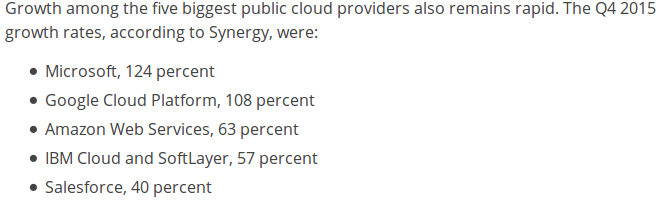 Growth among the five biggest public cloud providers also remains rapid. The Q4 2015
growth rates, according to Synergy, were:
• Microsoft, 124 percent
• Google Cloud Platform, 108 percent
• Amazon Web Services, 63 percent
• IBM Cloud and SoftLayer, 57 percent
• Salesforce, 40 percent